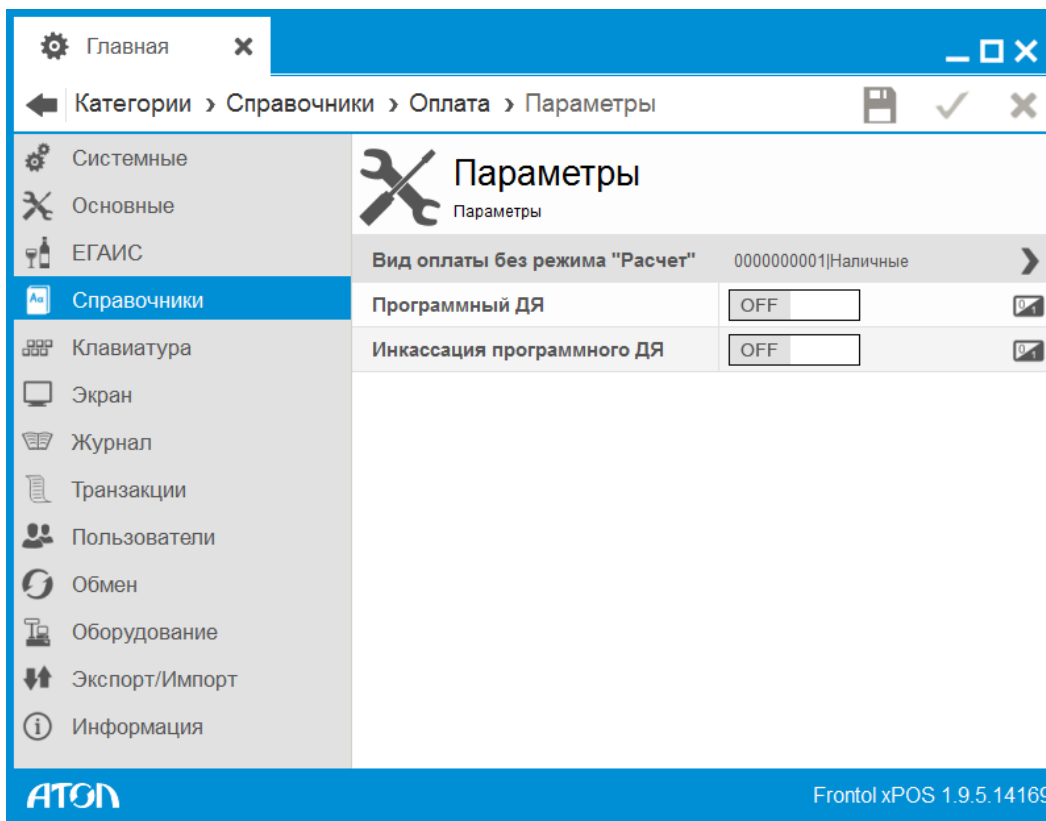 Главная
Категории › Справочники › Оплата › Параметры
Системные
Основные
ЕГАИС
Справочники
Клавиатура
Экран
Журнал
Транзакции
Пользователи
Обмен
Оборудование
Экспорт/Импорт
Информация
Параметры
Параметры
Вид оплаты без режима "Расчет" 0000000001|Наличные
Программный ДЯ OFF
Инкассация программного ДЯ OFF
АТОЛ
Frontol xPOS 1.9.5.14169